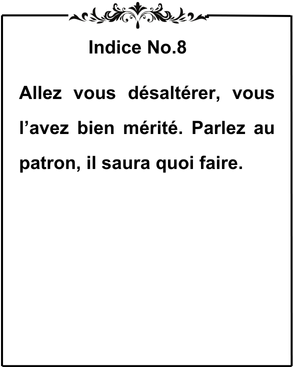 Indice No.8
Allez vous désaltérer, vous
l’avez bien mérité. Parlez au
patron, il saura quoi faire.